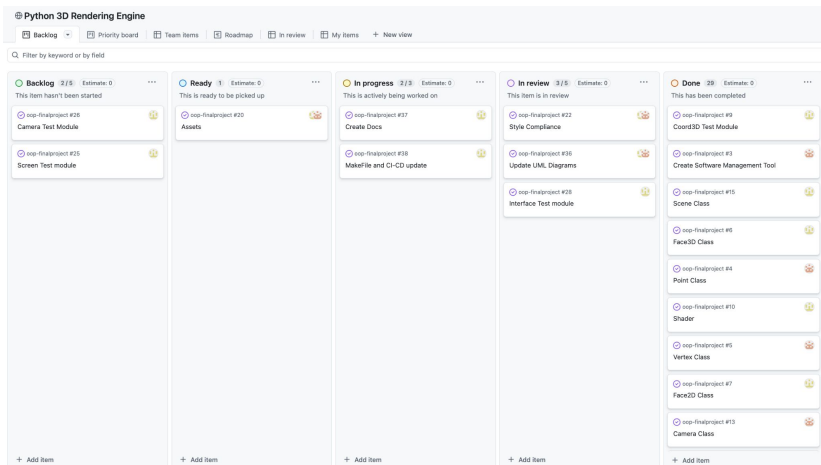 Python 3D Rendering Engine
Backlog
Priority board
Team items
Roadmap
In review
My items
+ New view
Filter by keyword or by field
Backlog 2 / 5 Estimate: 0 ...
This item hasn't been started
oop-finalproject #26
Camera Test Module
oop-finalproject #25
Screen Test module
+ Add item
Ready 1 Estimate: 0 ...
This is ready to be picked up
oop-finalproject #20
Assets
+ Add item
In progress 2 / 3 Estimate: 0 ...
This is actively being worked on
oop-finalproject #37
Create Docs
oop-finalproject #38
MakeFile and CI-CD update
+ Add item
In review 3 / 5 Estimate: 0 ...
This item is in review
oop-finalproject #22
Style Compliance
oop-finalproject #36
Update UML Diagrams
oop-finalproject #28
Interface Test module
+ Add item
Done 29 Estimate: 0 ...
This has been completed
oop-finalproject #9
Coord3D Test Module
oop-finalproject #3
Create Software Management Tool
oop-finalproject #15
Scene Class
oop-finalproject #6
Face3D Class
oop-finalproject #4
Point Class
oop-finalproject #10
Shader
oop-finalproject #5
Vertex Class
oop-finalproject #7
Face2D Class
oop-finalproject #13
Camera Class
+ Add item